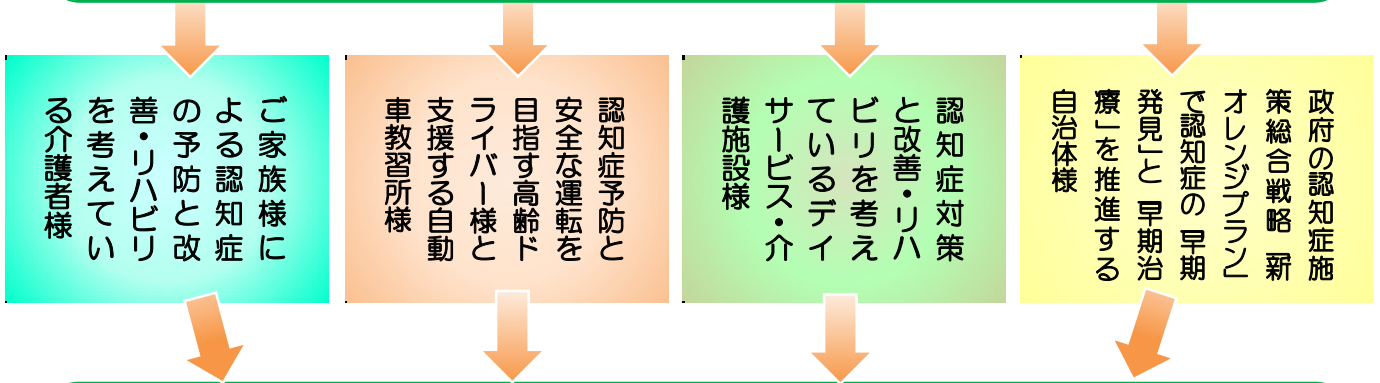 政府の認知症施
策総合戦略「新
オレンジプラン」
で認知症の「早期
発見」と「早期治
療」を推進する
自治体様
認知症対策
と改善・リハ
ビリを考え
ているデイ
サービス・介
護施設様
認知症予防と
安全な運転を
目指す高齢ド
ライバー様と
支援する自動
車教習所様
ご家族様に
よる認知症
の予防と改
善・リハビリ
を考えてい
る介護者様